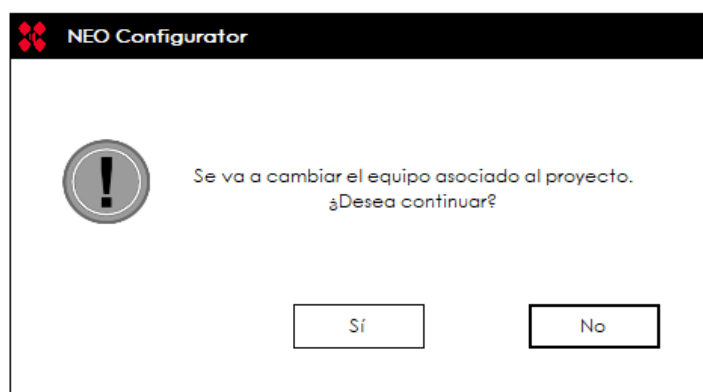 NEO Configurator
Se va a cambiar el equipo asociado al proyecto.
¿Desea continuar?
Sí
No